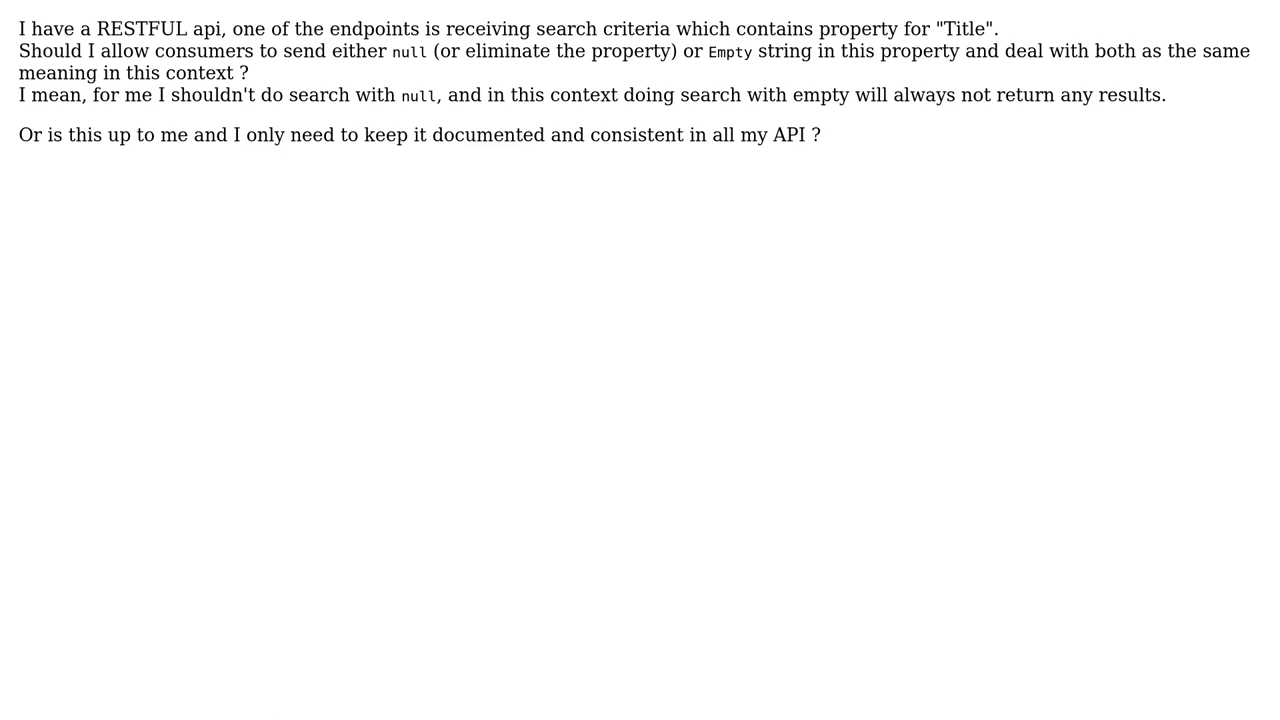 I have a RESTFUL api, one of the endpoints is receiving search criteria which contains property for "Title".
Should I allow consumers to send either null (or eliminate the property) or Empty string in this property and deal with both as the same
meaning in this context ?
I mean, for me I shouldn't do search with null, and in this context doing search with empty will always not return any results.
Or is this up to me and I only need to keep it documented and consistent in all my API ?